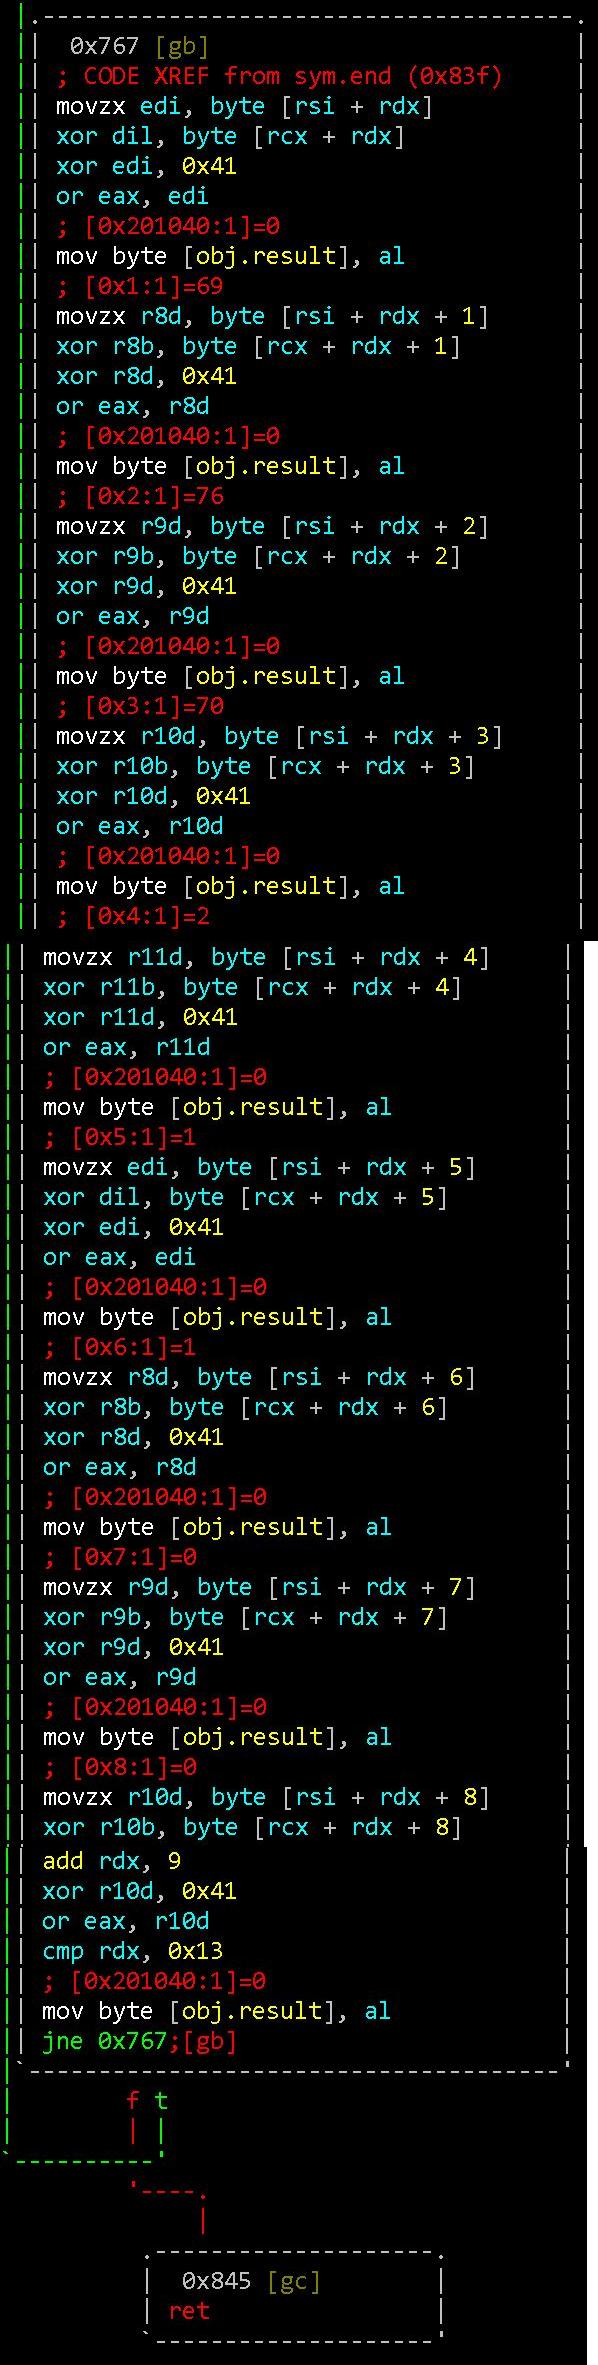 0x767 [gb]
; CODE XREF from sym.end (0x83f)
movzx edi, byte [rsi + rdx]
xor dil, byte [rcx + rdx]
xor edi, 0x41
or eax, edi
; [0x201040:1]=0
mov byte [obj.result], al
; [0x1:1]=69
movzx r8d, byte [rsi + rdx + 1]
xor r8b, byte [rcx + rdx + 1]
xor r8d, 0x41
or eax, r8d
; [0x201040:1]=0
mov byte [obj.result], al
; [0x2:1]=76
movzx r9d, byte [rsi + rdx + 2]
xor r9b, byte [rcx + rdx + 2]
xor r9d, 0x41
or eax, r9d
; [0x201040:1]=0
mov byte [obj.result], al
; [0x3:1]=70
movzx r10d, byte [rsi + rdx + 3]
xor r10b, byte [rcx + rdx + 3]
xor r10d, 0x41
or eax, r10d
; [0x201040:1]=0
mov byte [obj.result], al
; [0x4:1]=2
movzx r11d, byte [rsi + rdx + 4]
xor r11b, byte [rcx + rdx + 4]
xor r11d, 0x41
or eax, r11d
; [0x201040:1]=0
mov byte [obj.result], al
; [0x5:1]=1
movzx edi, byte [rsi + rdx + 5]
xor dil, byte [rcx + rdx + 5]
xor edi, 0x41
or eax, edi
; [0x201040:1]=0
mov byte [obj.result], al
; [0x6:1]=1
movzx r8d, byte [rsi + rdx + 6]
xor r8b, byte [rcx + rdx + 6]
xor r8d, 0x41
or eax, r8d
; [0x201040:1]=0
mov byte [obj.result], al
; [0x7:1]=0
movzx r9d, byte [rsi + rdx + 7]
xor r9b, byte [rcx + rdx + 7]
xor r9d, 0x41
or eax, r9d
; [0x201040:1]=0
mov byte [obj.result], al
; [0x8:1]=0
movzx r10d, byte [rsi + rdx + 8]
xor r10b, byte [rcx + rdx + 8]
add rdx, 9
xor r10d, 0x41
or eax, r10d
cmp rdx, 0x13
; [0x201040:1]=0
mov byte [obj.result], al
jne 0x767;[gb]
f t
0x845 [gc]
ret